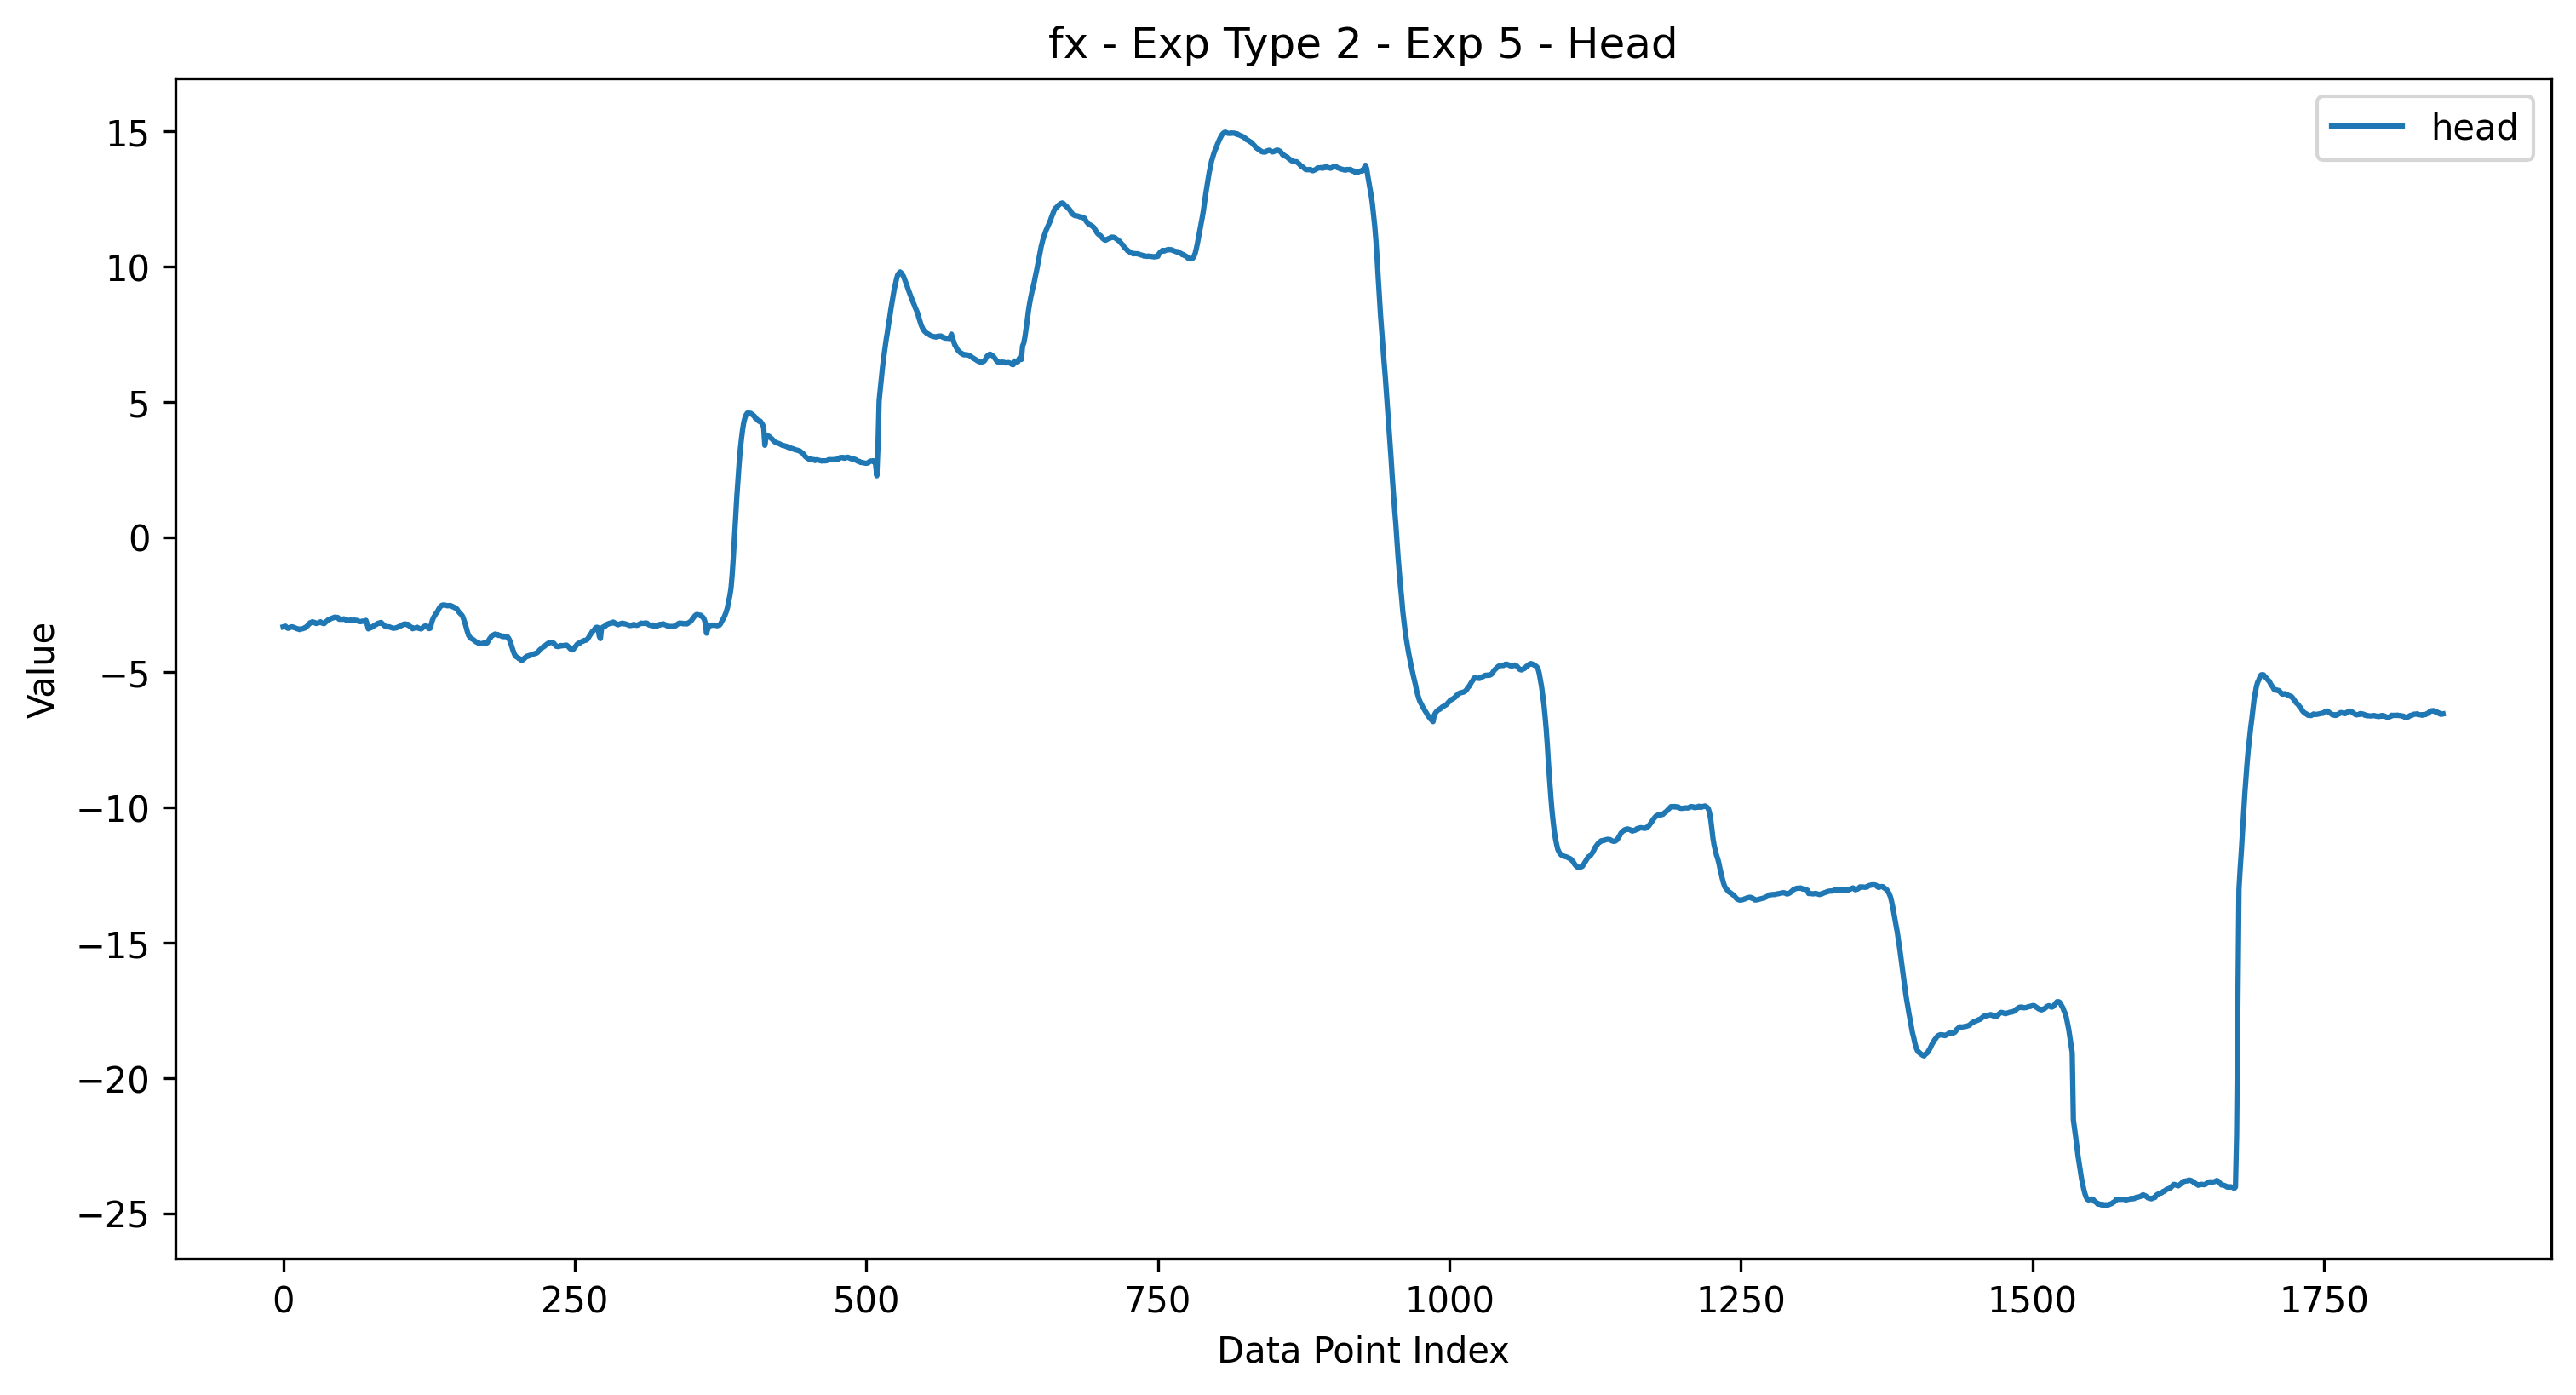 fx - Exp Type 2 - Exp 5 - Head
head
15
10
5
0
−5
−10
−15
−20
−25
Value
0 250 500 750 1000 1250 1500 1750
Data Point Index